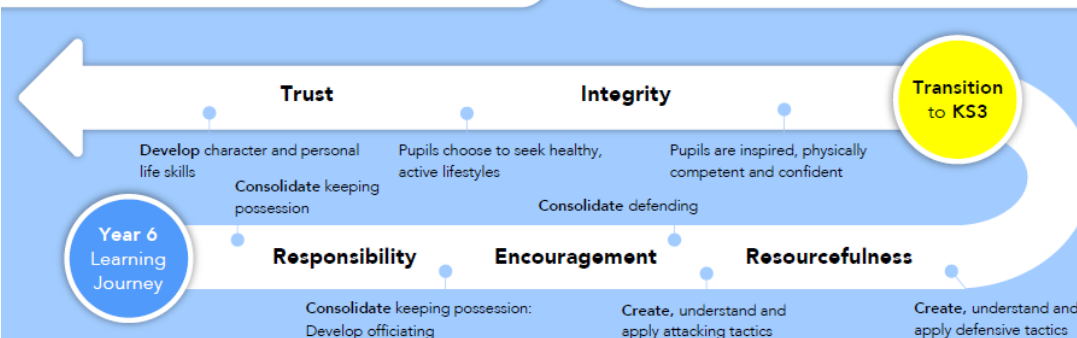 Trust
Integrity
Transition
to KS3
Develop character and personal
life skills
Pupils choose to seek healthy,
active lifestyles
Pupils are inspired, physically
competent and confident
Consolidate keeping
possession
Consolidate defending
Year 6
Learning
Journey
Responsibility
Encouragement
Resourcefulness
Consolidate keeping possession:
Develop officiating
Create, understand and
apply attacking tactics
Create, understand and
apply defensive tactics